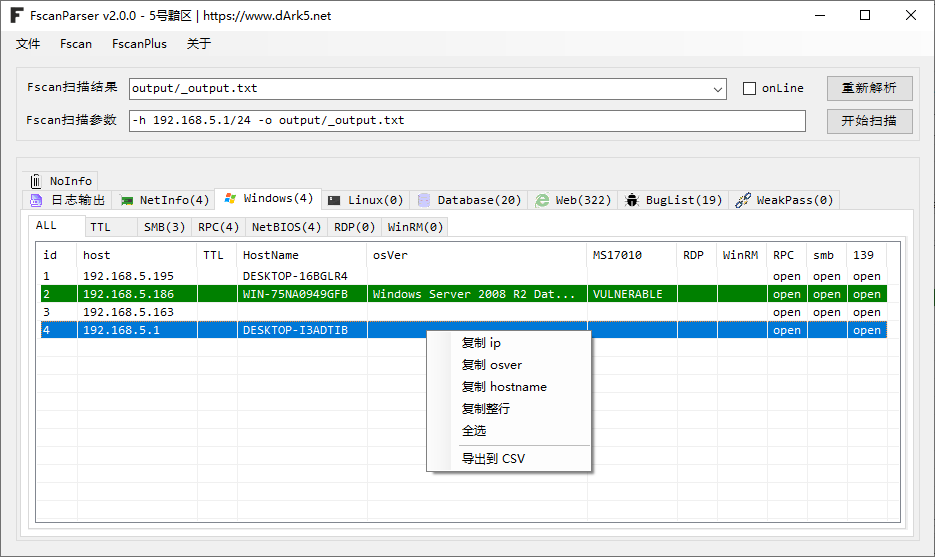 FscanParser v2.0.0 - 5号黯区 | https://www.dArk5.net
文件 Fscan FscanPlus 关于
Fscan扫描结果 output/_output.txt onLine 重新解析
Fscan扫描参数 -h 192.168.5.1/24 -o output/_output.txt 开始扫描
NoInfo
日志输出 NetInfo(4) Windows(4) Linux(0) Database(20) Web(322) BugList(19) WeakPass(0)
ALL TTL SMB(3) RPC(4) NetBIOS(4) RDP(0) WinRM(0)
id host TTL HostName osVer MS17010 RDP WinRM RPC smb 139
1 192.168.5.195 DESKTOP-16BGLR4 open open open
2 192.168.5.186 WIN-75NA0949GFB Windows Server 2008 R2 Dat... VULNERABLE open open open
3 192.168.5.163 open open open
4 192.168.5.1 DESKTOP-I3ADTIB open open
复制 ip
复制 osver
复制 hostname
复制整行
全选
导出到 CSV